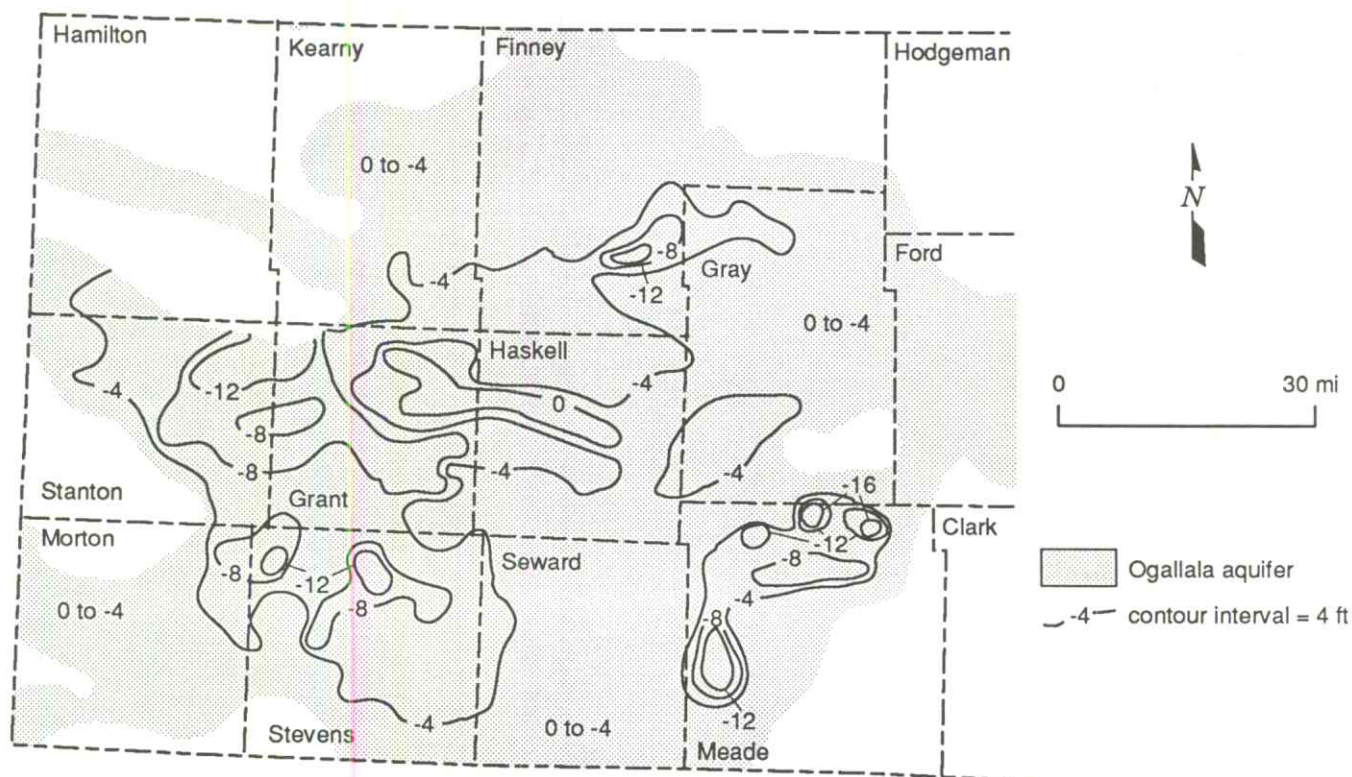 Hamilton
Kearny
Finney
Hodgeman
0 to -4
N
Ford
-8
Gray
-4
-12
0 to -4
0 30 mi
Haskell
-4
-12
-4
0
-8
-8
-4
-4
-16
Stanton
Grant
Clark
Morton
Seward
-12
-8
-8
-12
Ogallala aquifer
-4
-4 contour interval = 4 ft
0 to -4
-8
-8
-4
0 to -4
-12
Stevens
Meade